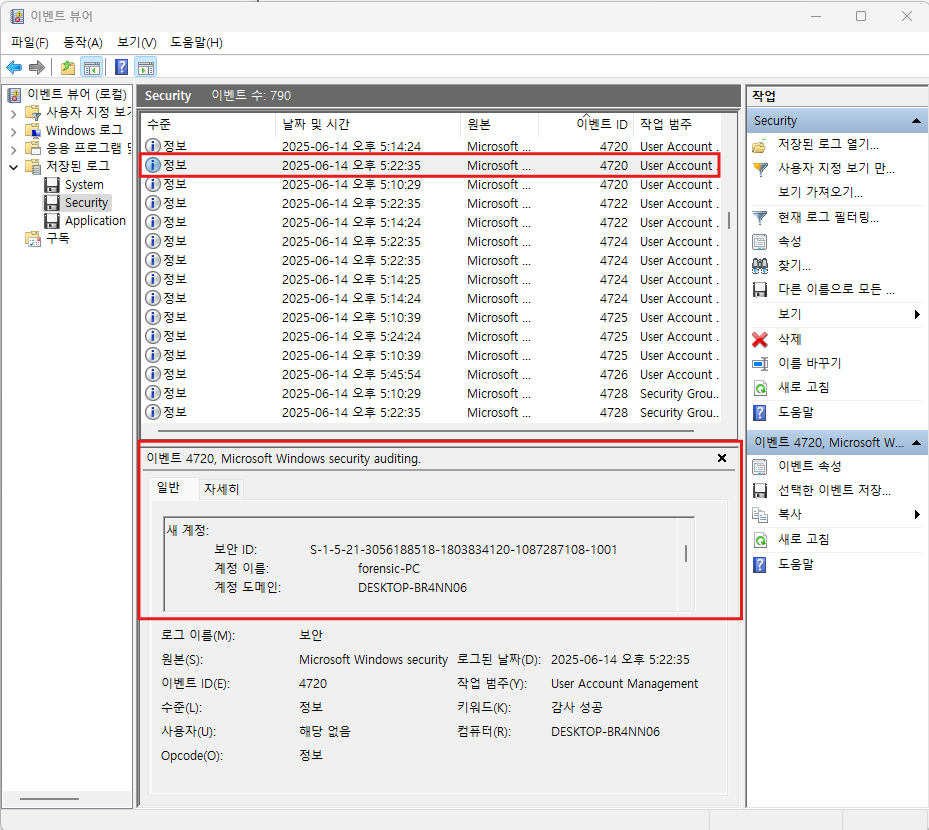 이벤트 뷰어
파일(F) 동작(A) 보기(V) 도움말(H)
이벤트 뷰어 (로컬)
사용자 지정 보기
Windows 로그
응용 프로그램 및
저장된 로그
System
Security
Application
구독
Security 이벤트 수: 790
수준 날짜 및 시간 원본 이벤트 ID 작업 범주
정보 2025-06-14 오후 5:14:24 Microsoft ... 4720 User Account .
정보 2025-06-14 오후 5:22:35 Microsoft ... 4720 User Account .
정보 2025-06-14 오후 5:10:29 Microsoft ... 4720 User Account .
정보 2025-06-14 오후 5:22:35 Microsoft ... 4722 User Account .
정보 2025-06-14 오후 5:14:24 Microsoft ... 4722 User Account .
정보 2025-06-14 오후 5:22:35 Microsoft ... 4724 User Account .
정보 2025-06-14 오후 5:22:35 Microsoft ... 4724 User Account .
정보 2025-06-14 오후 5:14:25 Microsoft ... 4724 User Account .
정보 2025-06-14 오후 5:14:24 Microsoft ... 4724 User Account .
정보 2025-06-14 오후 5:10:39 Microsoft ... 4725 User Account .
정보 2025-06-14 오후 5:24:24 Microsoft ... 4725 User Account .
정보 2025-06-14 오후 5:10:39 Microsoft ... 4725 User Account .
정보 2025-06-14 오후 5:45:54 Microsoft ... 4726 User Account .
정보 2025-06-14 오후 5:10:29 Microsoft ... 4728 Security Grou..
정보 2025-06-14 오후 5:22:35 Microsoft ... 4728 Security Grou..
이벤트 4720, Microsoft Windows security auditing.
일반 자세히
새 계정:
보안 ID: S-1-5-21-3056188518-1803834120-1087287108-1001
계정 이름: forensic-PC
계정 도메인: DESKTOP-BR4NN06
로그 이름(M): 보안
원본(S): Microsoft Windows security 로그된 날짜(D): 2025-06-14 오후 5:22:35
이벤트 ID(E): 4720 작업 범주(Y): User Account Management
수준(L): 정보 키워드(K): 감사 성공
사용자(U): 해당 없음 컴퓨터(R): DESKTOP-BR4NN06
Opcode(O): 정보
작업
Security
저장된 로그 열기...
사용자 지정 보기 만...
보기 가져오기...
현재 로그 필터링...
속성
찾기...
다른 이름으로 모든 ...
보기
삭제
이름 바꾸기
새로 고침
도움말
이벤트 4720, Microsoft W...
이벤트 속성
선택한 이벤트 저장...
복사
새로 고침
도움말